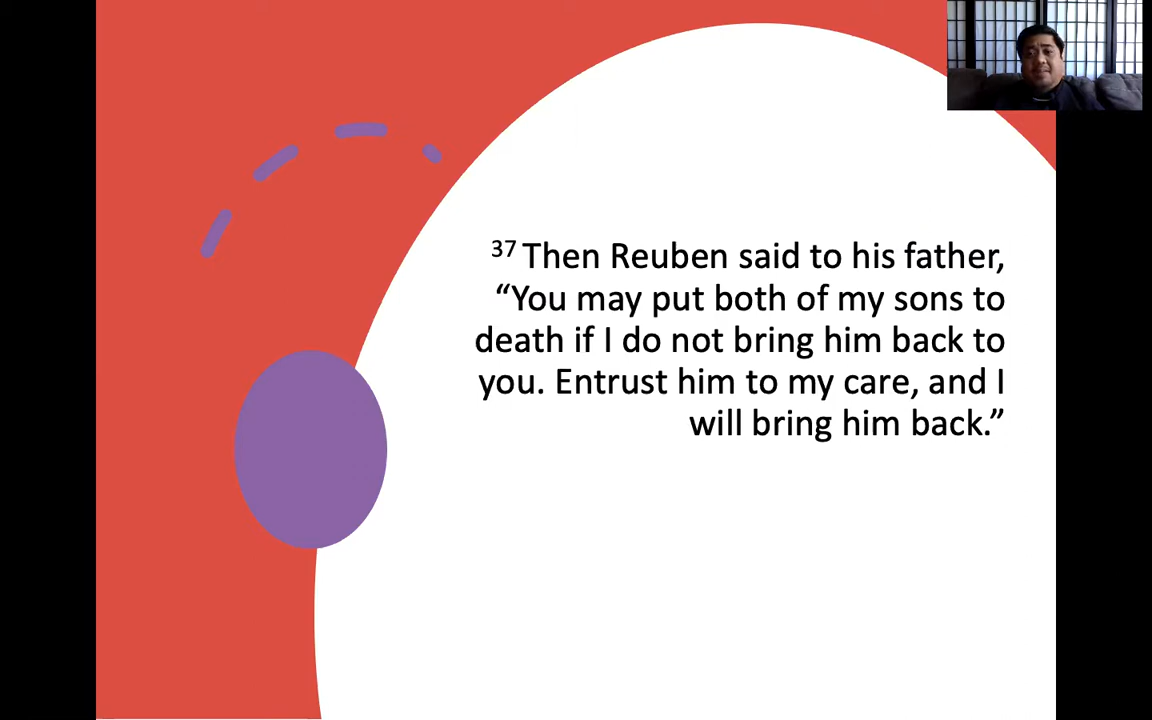 37 Then Reuben said to his father,
“You may put both of my sons to
death if I do not bring him back to
you. Entrust him to my care, and I
will bring him back.”